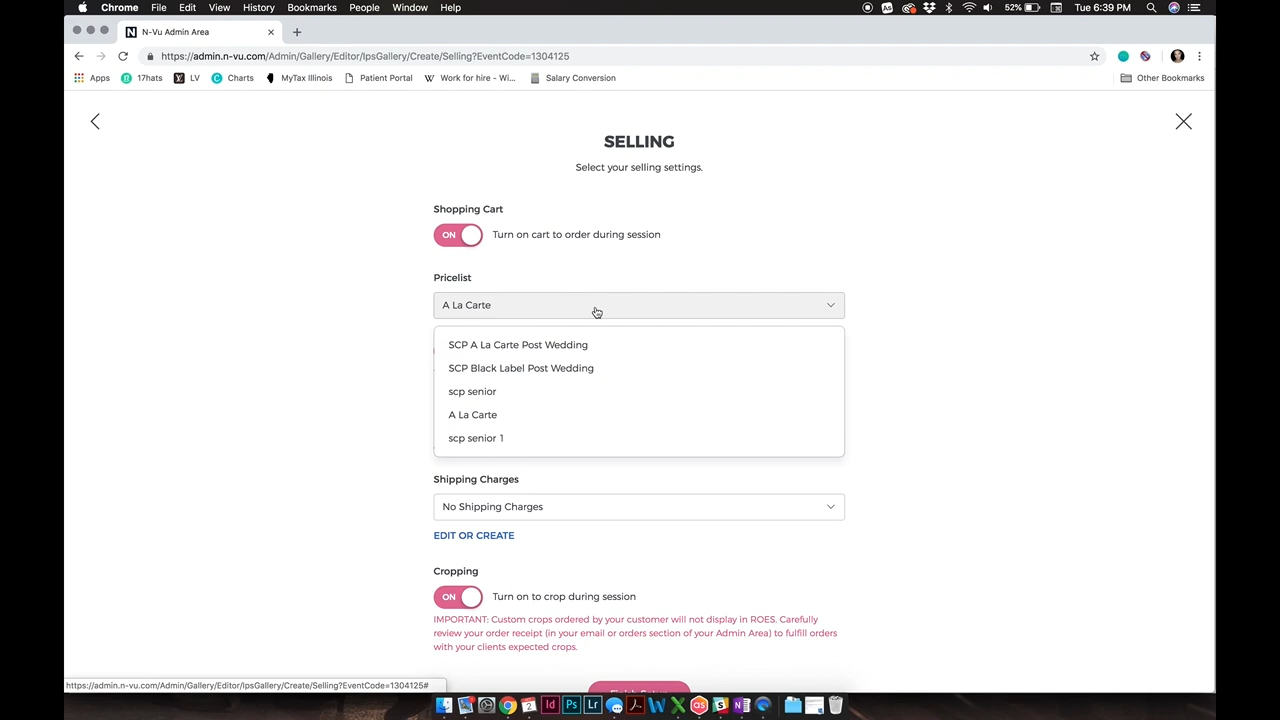 Chrome File Edit View History Bookmarks People Window Help 52% Tue 6:39 PM
N N-Vu Admin Area
https://admin.n-vu.com/Admin/Gallery/Editor/IpsGallery/Create/Selling?EventCode=1304125
Apps 17hats LV Charts MyTax Illinois Patient Portal W Work for hire - Wi... Salary Conversion Other Bookmarks
SELLING
Select your selling settings.
Shopping Cart
ON Turn on cart to order during session
Pricelist
A La Carte
SCP A La Carte Post Wedding
SCP Black Label Post Wedding
scp senior
A La Carte
scp senior 1
Shipping Charges
No Shipping Charges
EDIT OR CREATE
Cropping
ON Turn on to crop during session
IMPORTANT: Custom crops ordered by your customer will not display in ROES. Carefully
review your order receipt (in your email or orders section of your Admin Area) to fulfill orders
with your clients expected crops.
Finish Setup
https://admin.n-vu.com/Admin/Gallery/Editor/IpsGallery/Create/Selling?EventCode=1304125#
2 Id Ps Lr W X as S N